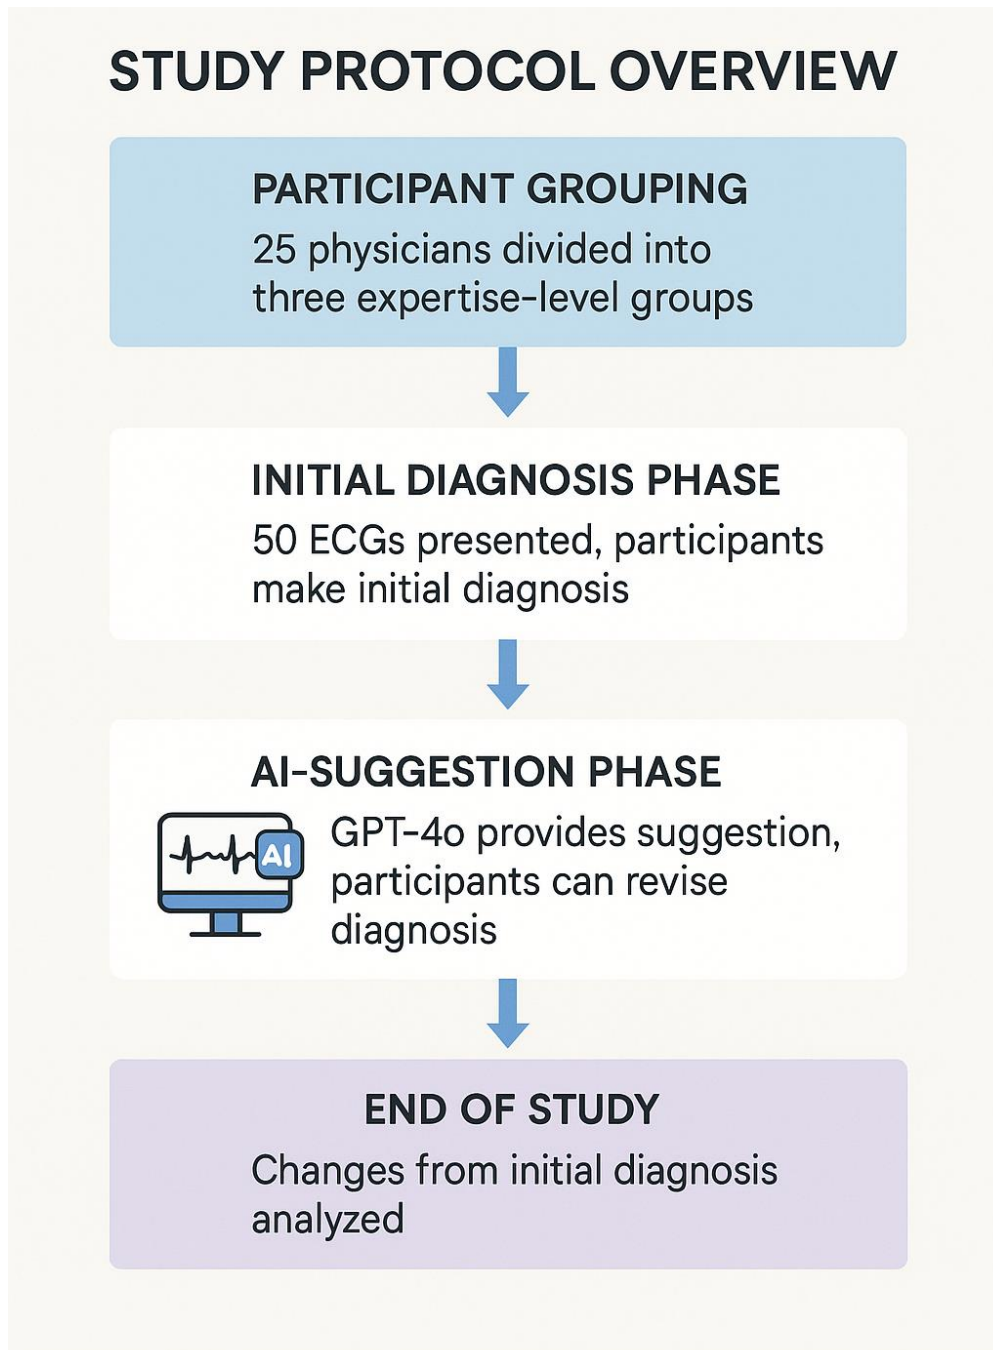 STUDY PROTOCOL OVERVIEW
PARTICIPANT GROUPING
25 physicians divided into
three expertise-level groups
INITIAL DIAGNOSIS PHASE
50 ECGs presented, participants
make initial diagnosis
AI-SUGGESTION PHASE
AI
GPT-4o provides suggestion,
participants can revise
diagnosis
END OF STUDY
Changes from initial diagnosis
analyzed